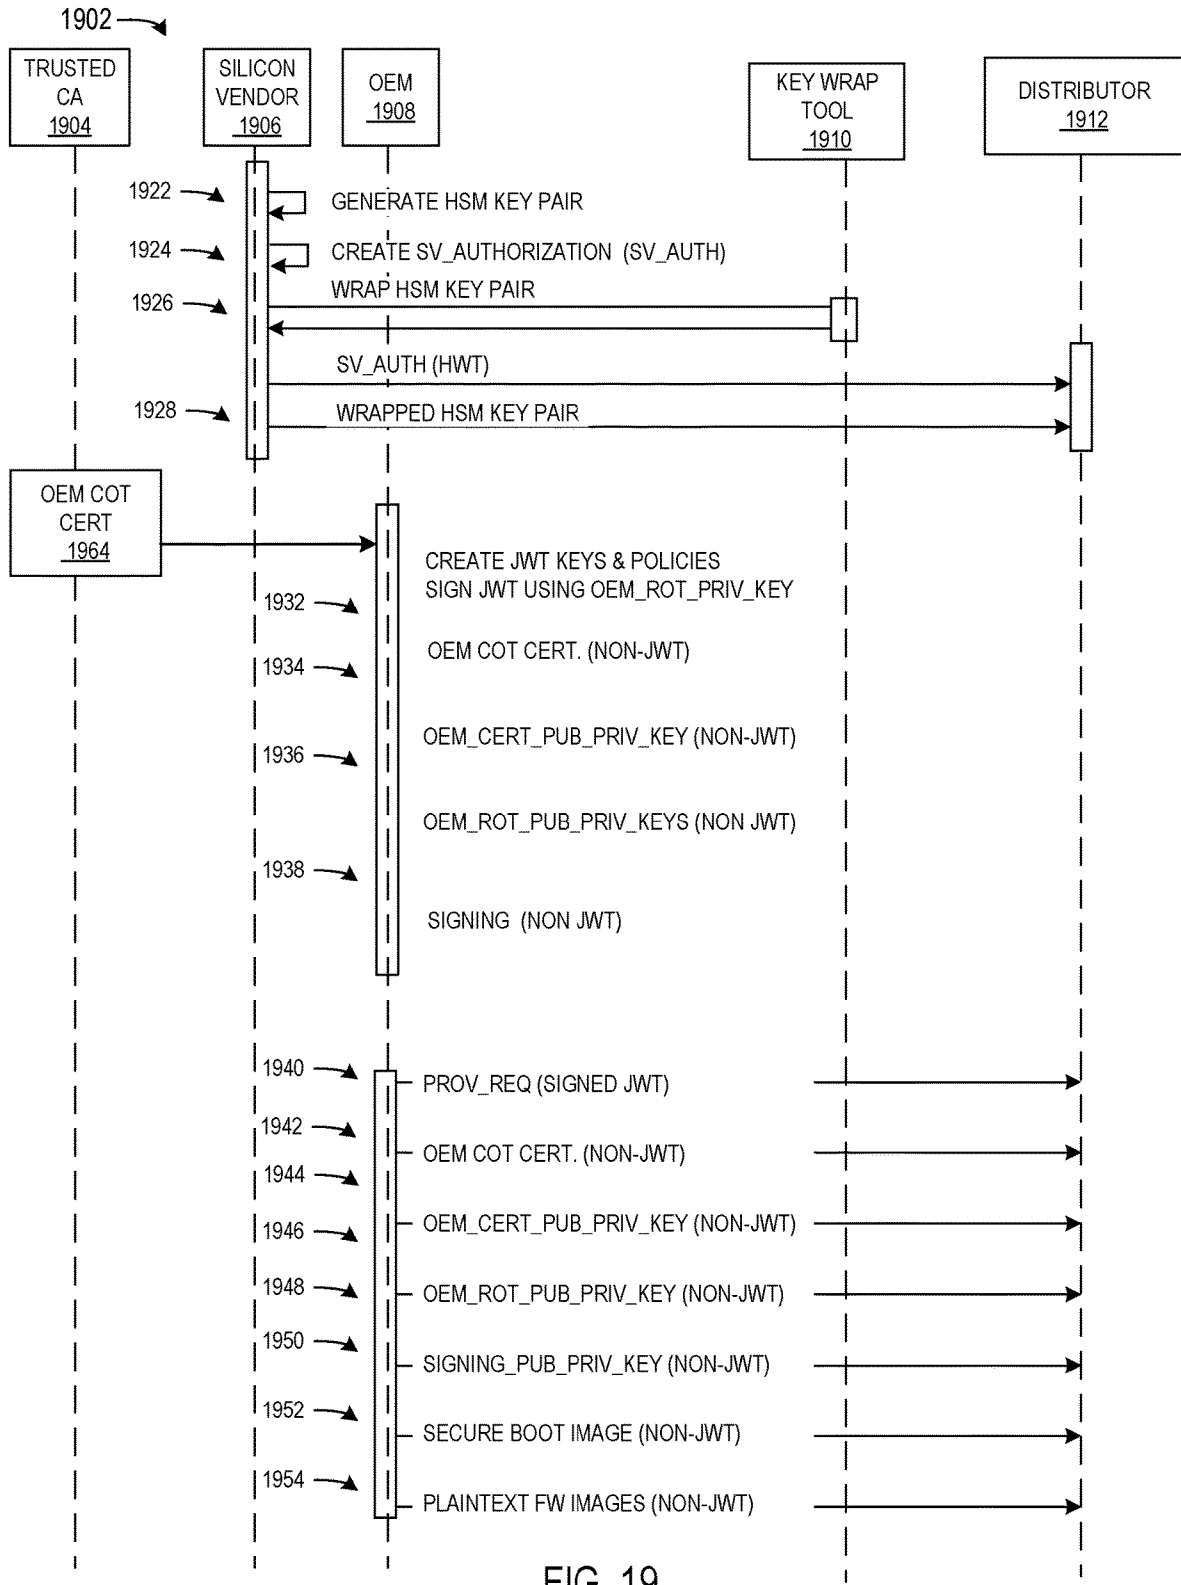 1902
TRUSTED
CA
1904
SILICON
VENDOR
1906
OEM
1908
KEY WRAP
TOOL
1910
DISTRIBUTOR
1912
1922
GENERATE HSM KEY PAIR
1924
CREATE SV_AUTHORIZATION (SV_AUTH)
1926
WRAP HSM KEY PAIR
SV_AUTH (HWT)
1928
WRAPPED HSM KEY PAIR
OEM COT
CERT
1964
CREATE JWT KEYS & POLICIES
SIGN JWT USING OEM_ROT_PRIV_KEY
1932
OEM COT CERT. (NON-JWT)
1934
OEM_CERT_PUB_PRIV_KEY (NON-JWT)
1936
OEM_ROT_PUB_PRIV_KEYS (NON JWT)
1938
SIGNING (NON JWT)
1940
PROV_REQ (SIGNED JWT)
1942
OEM COT CERT. (NON-JWT)
1944
OEM_CERT_PUB_PRIV_KEY (NON-JWT)
1946
1948
OEM_ROT_PUB_PRIV_KEY (NON-JWT)
1950
SIGNING_PUB_PRIV_KEY (NON-JWT)
1952
SECURE BOOT IMAGE (NON-JWT)
1954
PLAINTEXT FW IMAGES (NON-JWT)
FIG. 19